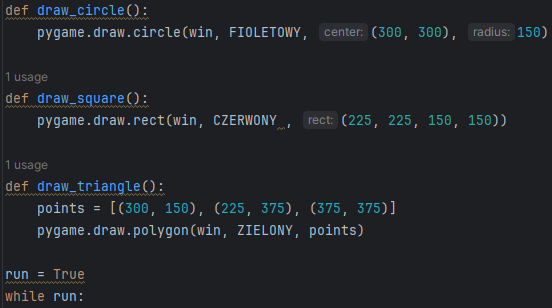 def draw_circle():
    pygame.draw.circle(win, FIOLETOWY, center: (300, 300), radius: 150)
1 usage
def draw_square():
    pygame.draw.rect(win, CZERWONY , rect: (225, 225, 150, 150))
1 usage
def draw_triangle():
    points = [(300, 150), (225, 375), (375, 375)]
    pygame.draw.polygon(win, ZIELONY, points)
run = True
while run: